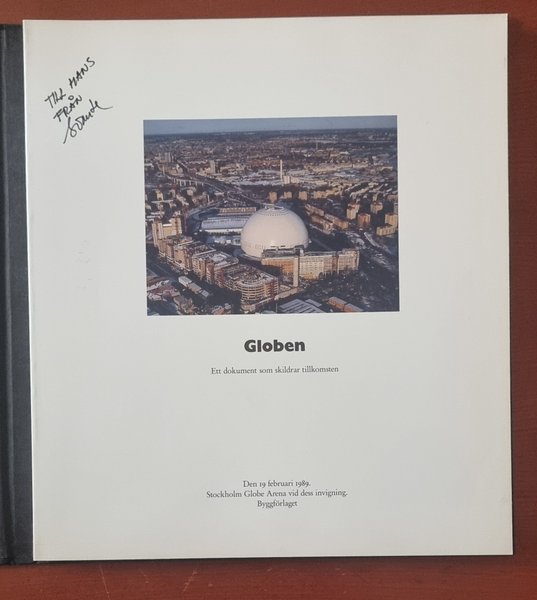 TILL HANS
FRÅN
Globen
Ett dokument som skildrar tillkomsten
Den 19 februari 1989.
Stockholm Globe Arena vid dess invigning.
Byggförlaget